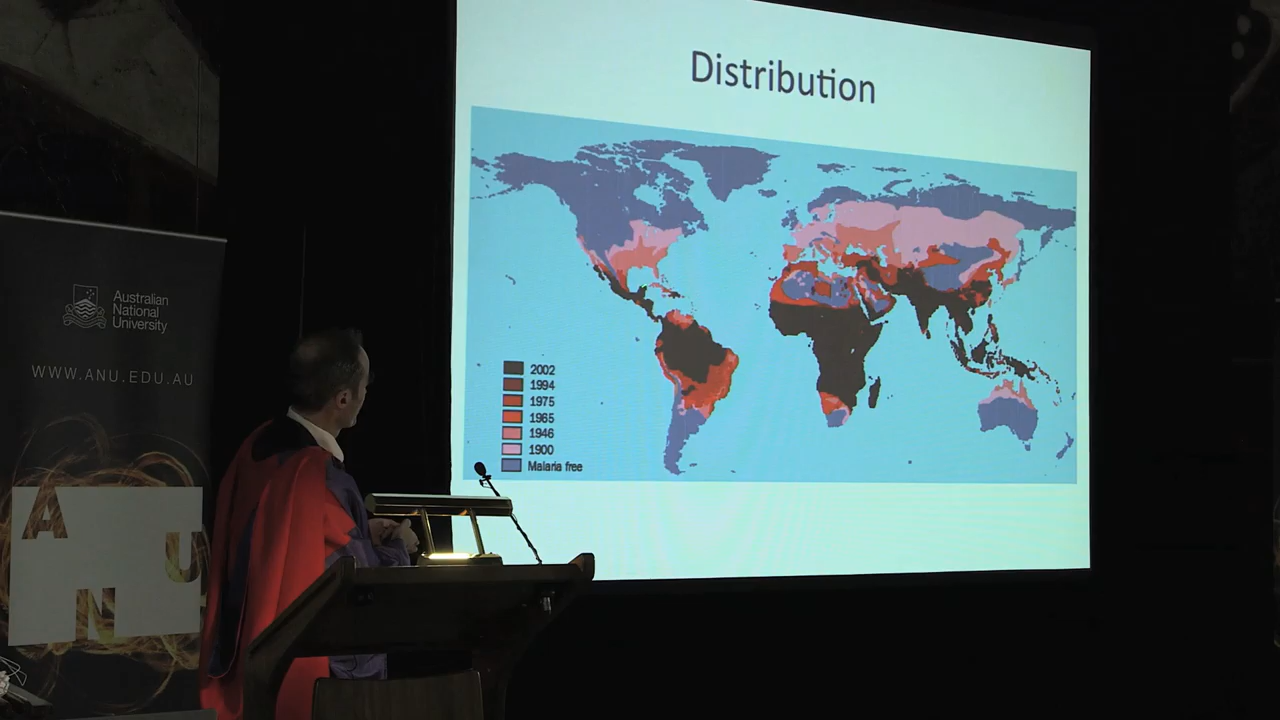 Distribution
2002
1994
1975
1965
1946
1900
Malaria free
Australian
National
University
WWW.ANU.EDU.AU
A
U
N